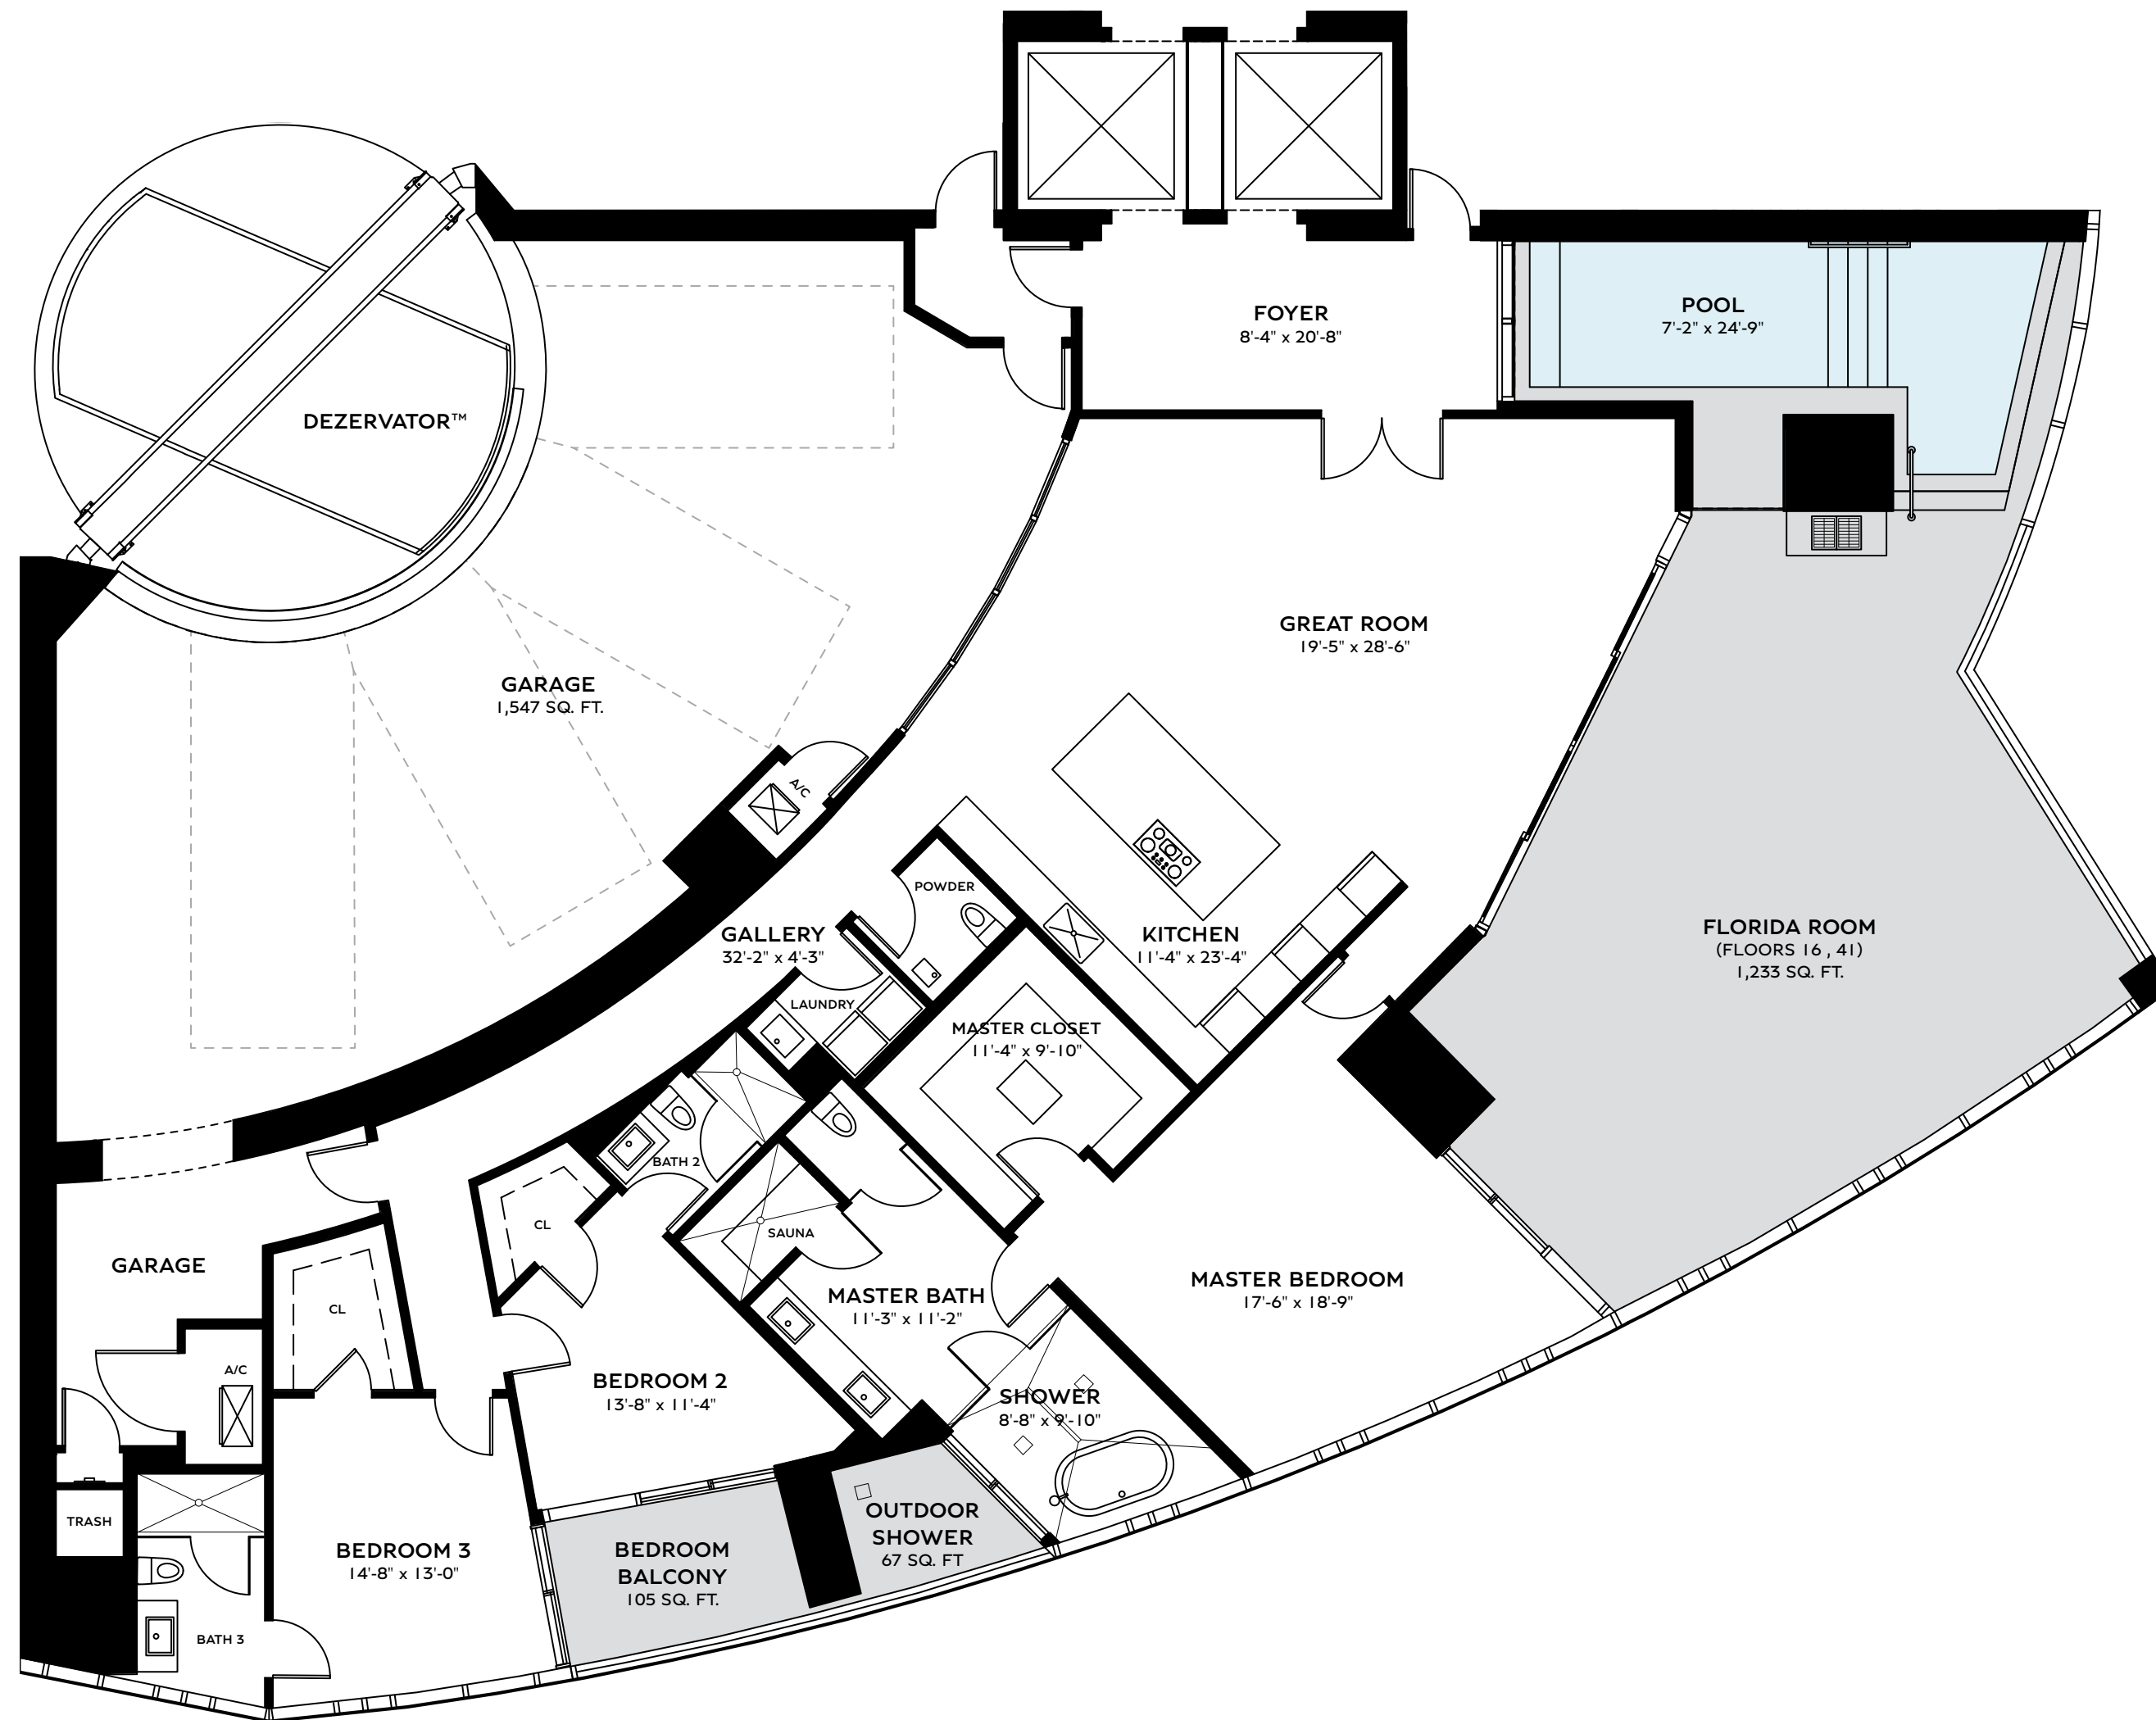 FOYER
8'-4" x 20'-8"
POOL
7'-2" x 24'-9"
DEZERVATOR™
GREAT ROOM
19'-5" x 28'-6"
GARAGE
1,547 SQ. FT.
A/C
POWDER
GALLERY
32'-2" x 4'-3"
KITCHEN
11'-4" x 23'-4"
FLORIDA ROOM
(FLOORS 16 , 41)
1,233 SQ. FT.
LAUNDRY
MASTER CLOSET
11'-4" x 9'-10"
BATH 2
CL
SAUNA
GARAGE
CL
MASTER BATH
11'-3" x 11'-2"
MASTER BEDROOM
17'-6" x 18'-9"
A/C
BEDROOM 2
13'-8" x 11'-4"
SHOWER
8'-8" x 9'-10"
TRASH
BEDROOM 3
14'-8" x 13'-0"
BEDROOM
BALCONY
105 SQ. FT.
OUTDOOR
SHOWER
67 SQ. FT
BATH 3